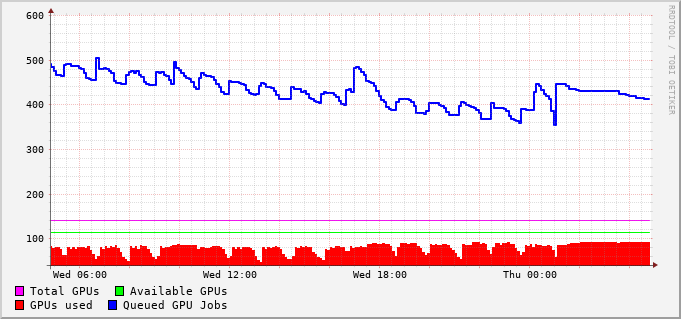 600
500
400
300
200
100
Wed 06:00 Wed 12:00 Wed 18:00 Thu 00:00
Total GPUs Available GPUs
GPUs used Queued GPU Jobs
RRDTOOL / TOBI OETIKER